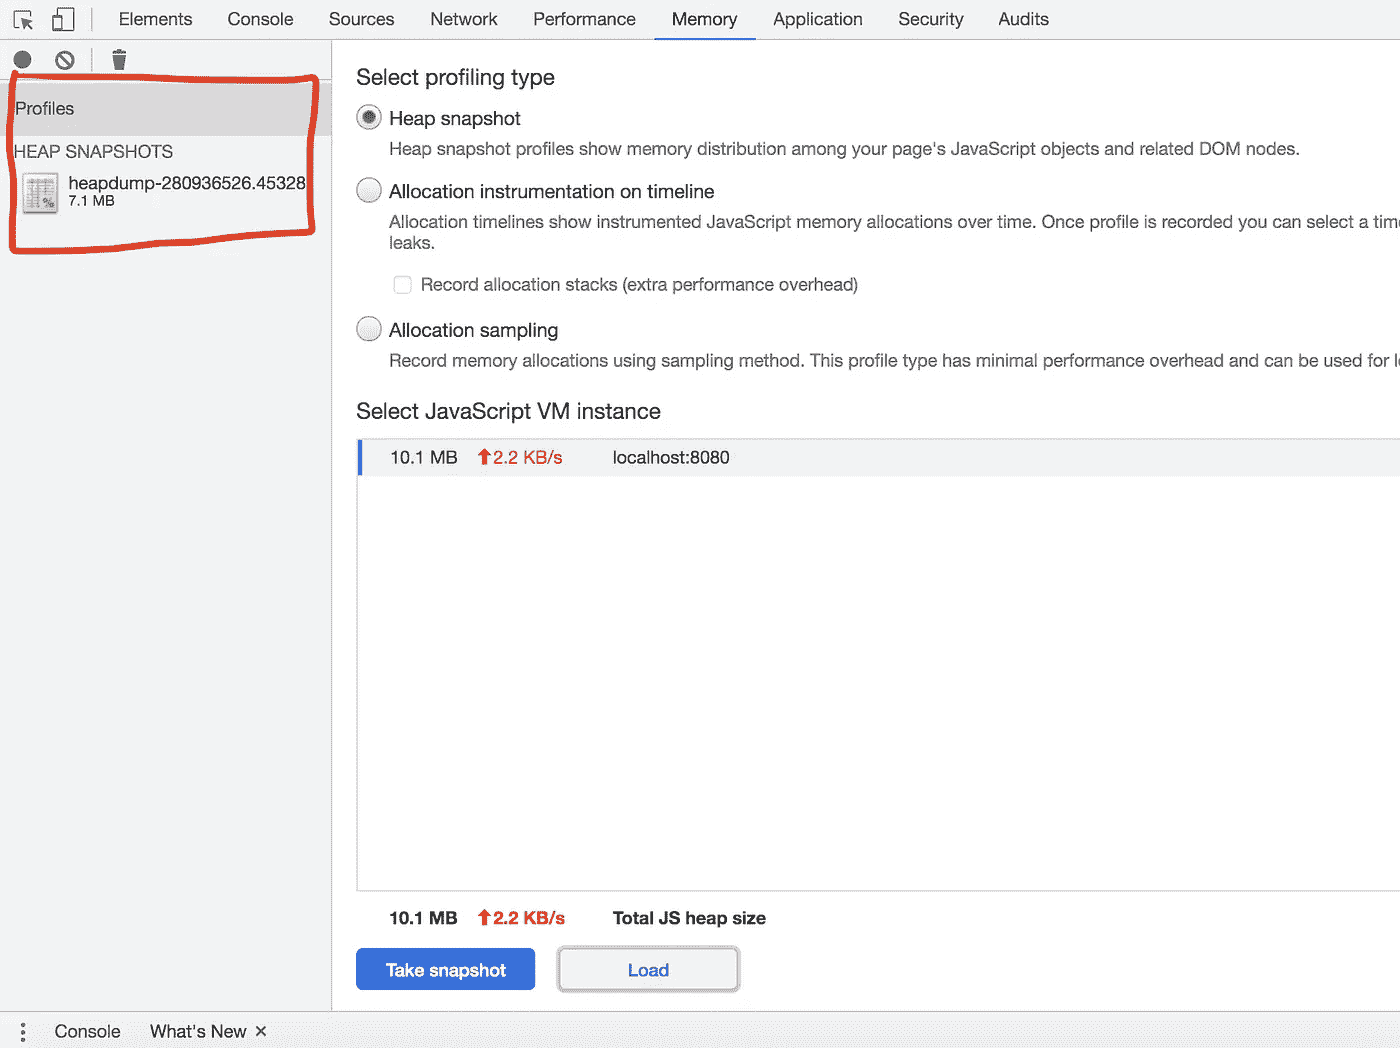 Elements Console Sources Network Performance Memory Application Security Audits
Profiles
HEAP SNAPSHOTS
heapdump-280936526.45328
7.1 MB
Select profiling type
Heap snapshot
Heap snapshot profiles show memory distribution among your page's JavaScript objects and related DOM nodes.
Allocation instrumentation on timeline
Allocation timelines show instrumented JavaScript memory allocations over time. Once profile is recorded you can select a
leaks.
Record allocation stacks (extra performance overhead)
Allocation sampling
Record memory allocations using sampling method. This profile type has minimal performance overhead and can be used for
Select JavaScript VM instance
10.1 MB 2.2 KB/s localhost:8080
10.1 MB 2.2 KB/s Total JS heap size
Take snapshot Load
Console What's New